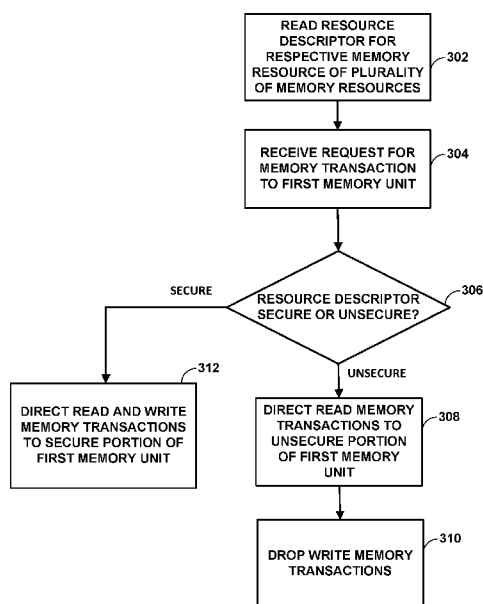 READ RESOURCE
DESCRIPTOR FOR
RESPECTIVE MEMORY
RESOURCE OF PLURALITY
OF MEMORY RESOURCES
302
RECEIVE REQUEST FOR
MEMORY TRANSACTION
TO FIRST MEMORY UNIT
304
RESOURCE DESCRIPTOR
SECURE OR UNSECURE?
306
SECURE
UNSECURE
312
DIRECT READ AND WRITE
MEMORY TRANSACTIONS
TO SECURE PORTION OF
FIRST MEMORY UNIT
DIRECT READ MEMORY
TRANSACTIONS TO
UNSECURE PORTION
OF FIRST MEMORY
UNIT
308
DROP WRITE MEMORY
TRANSACTIONS
310